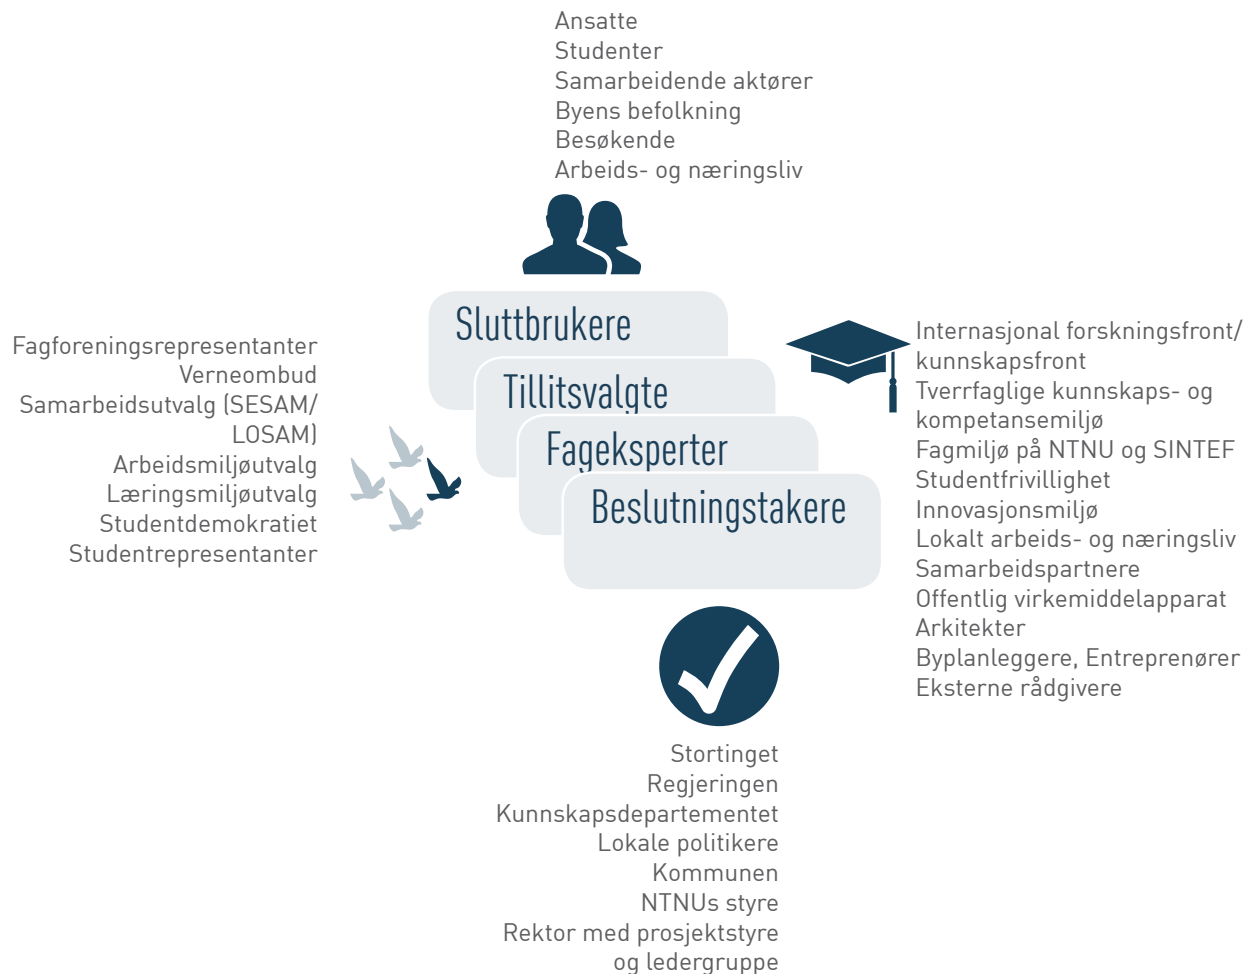 Ansatte
Studenter
Samarbeidende aktører
Byens befolkning
Besøkende
Arbeids- og næringsliv
Sluttbrukere
Tillitsvalgte
Fageksperter
Beslutningstakere
Fagforeningsrepresentanter
Verneombud
Samarbeidsutvalg (SESAM/
LOSAM)
Arbeidsmiljøutvalg
Læringsmiljøutvalg
Studentdemokratiet
Studentrepresentanter
Internasjonal forskningsfront/
kunnskapsfront
Tverrfaglige kunnskaps- og
kompetansemiljø
Fagmiljø på NTNU og SINTEF
Studentfrivillighet
Innovasjonsmiljø
Lokalt arbeids- og næringsliv
Samarbeidspartnere
Offentlig virkemiddelapparat
Arkitekter
Byplanleggere, Entreprenører
Eksterne rådgivere
Stortinget
Regjeringen
Kunnskapsdepartementet
Lokale politikere
Kommunen
NTNUs styre
Rektor med prosjektstyre
og ledergruppe